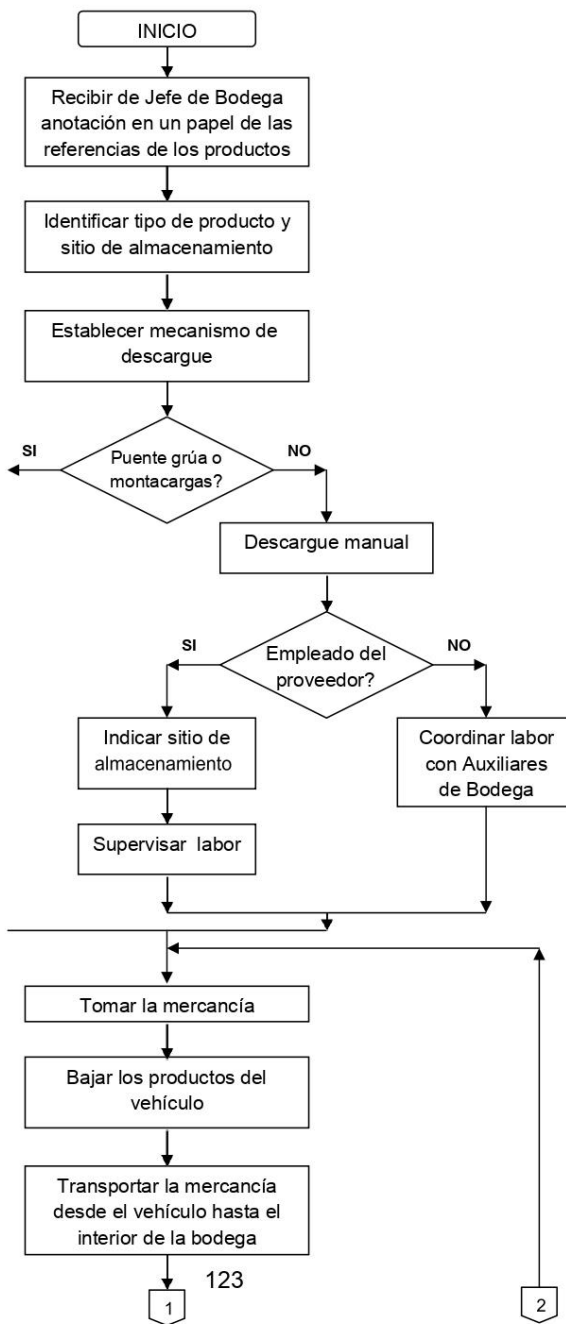 INICIO
Recibir de Jefe de Bodega
anotación en un papel de las
referencias de los productos
Identificar tipo de producto y
sitio de almacenamiento
Establecer mecanismo de
descargue
SI
Puente grúa o
montacargas?
NO
Descargue manual
SI
Empleado del
proveedor?
NO
Indicar sitio de
almacenamiento
Coordinar labor
con Auxiliares
de Bodega
Supervisar labor
Tomar la mercancía
Bajar los productos del
vehículo
Transportar la mercancía
desde el vehículo hasta el
interior de la bodega
123
1
2